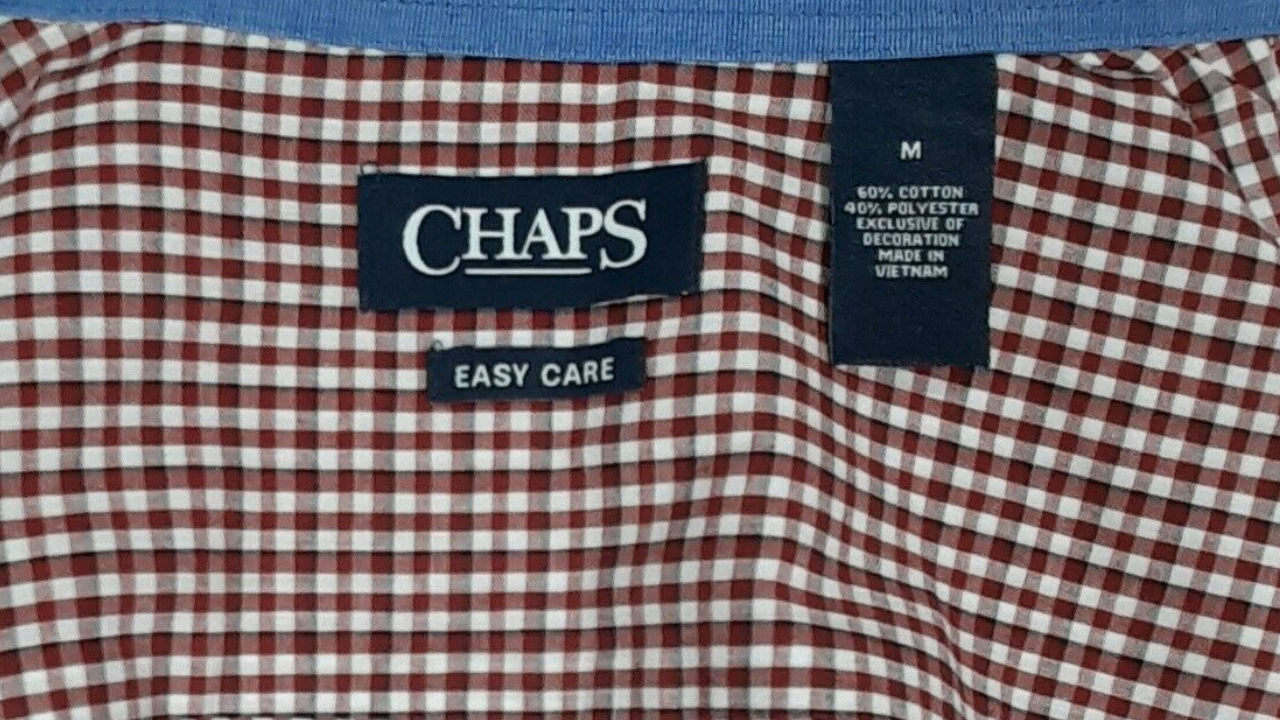 CHAPS
EASY CARE
M
60% COTTON
40% POLYESTER
EXCLUSIVE OF
DECORATION
MADE IN
VIETNAM